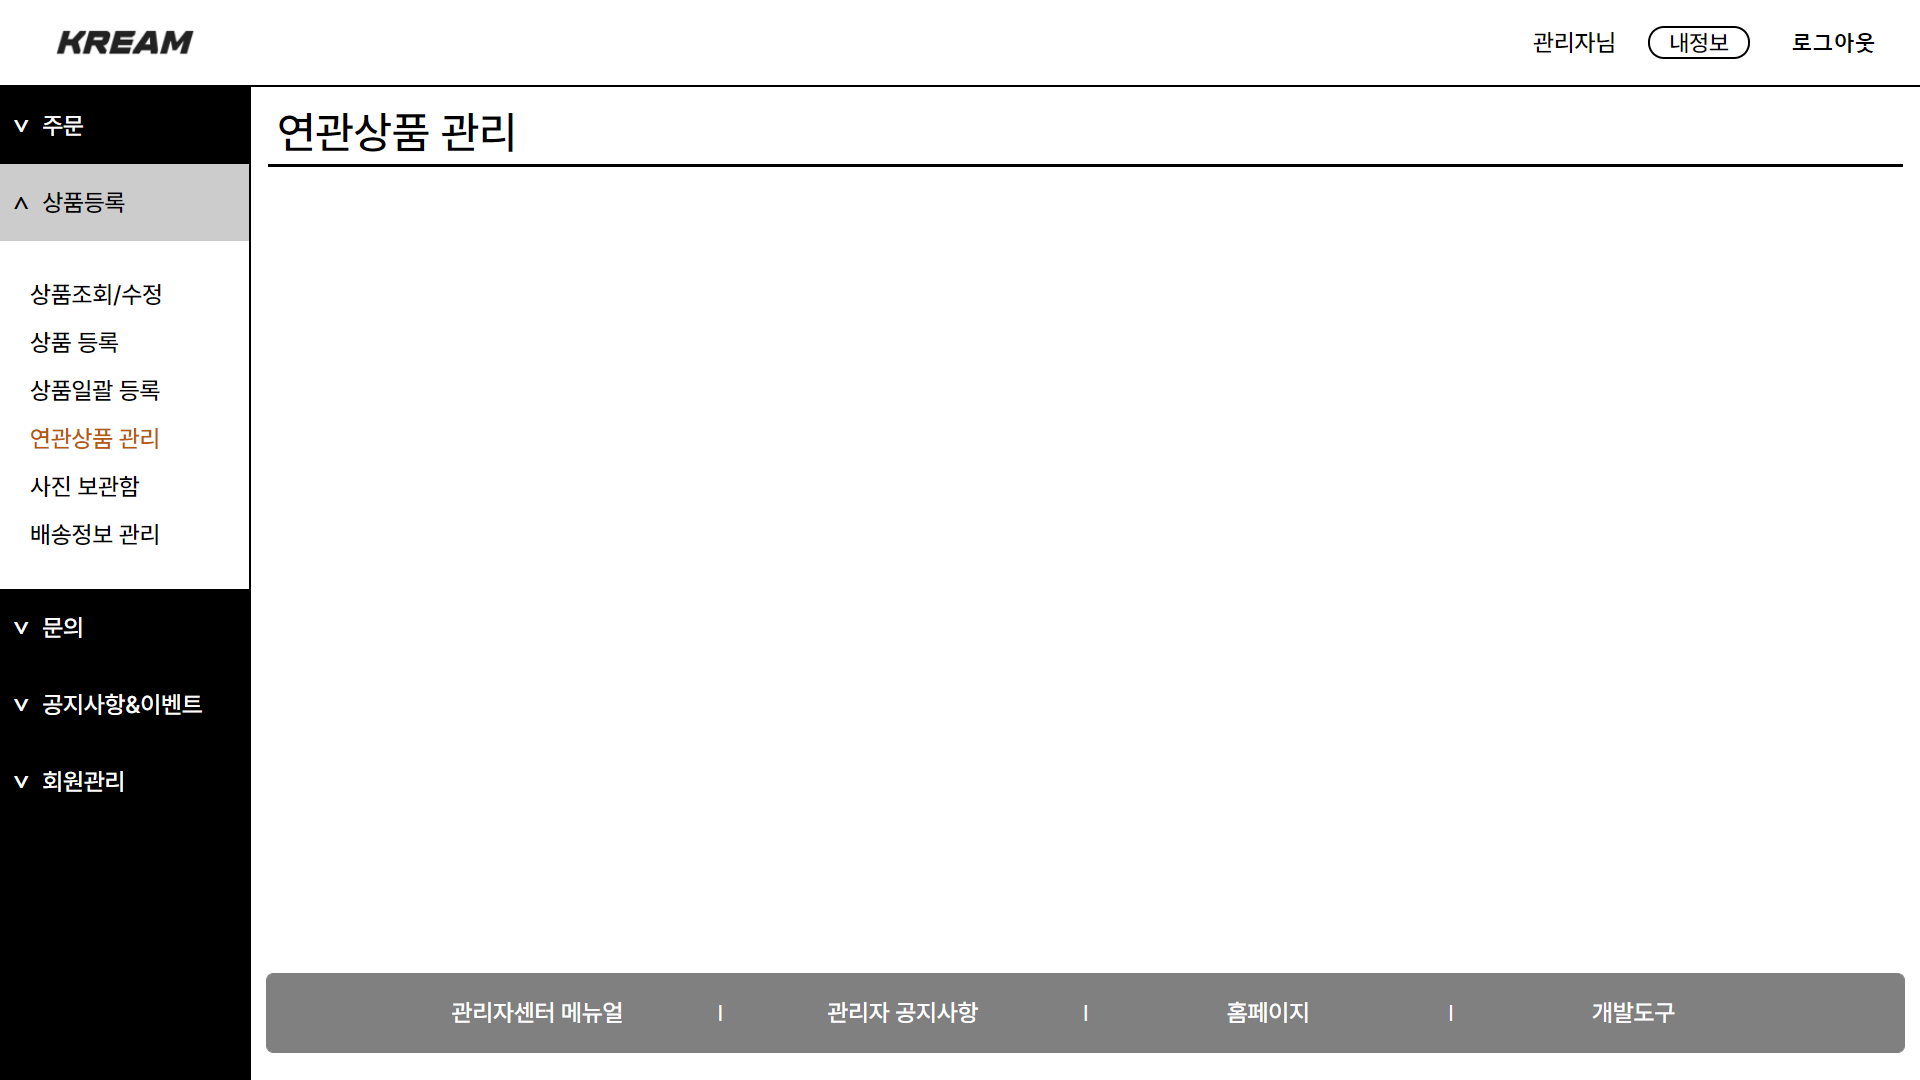 KREAM
관리자님 내정보 로그아웃
주문
상품등록
상품조회/수정
상품 등록
상품일괄 등록
연관상품 관리
사진 보관함
배송정보 관리
문의
공지사항&이벤트
회원관리
연관상품 관리
관리자센터 메뉴얼 | 관리자 공지사항 | 홈페이지 | 개발도구